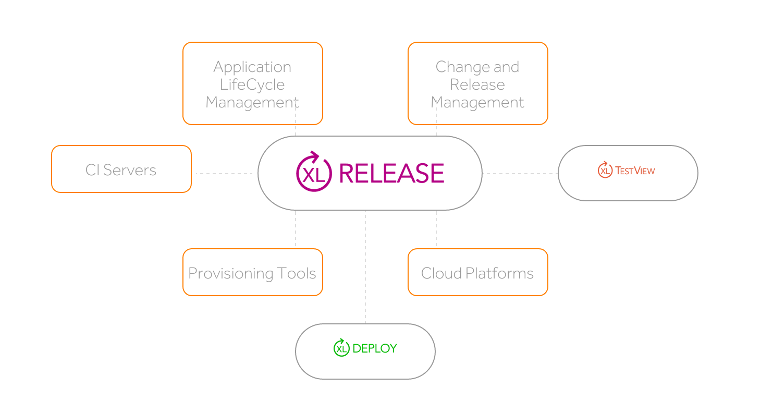 Application
LifeCycle
Management
Change and
Release
Management
CI Servers
XL RELEASE
XL TESTVIEW
Provisioning Tools
Cloud Platforms
XL DEPLOY